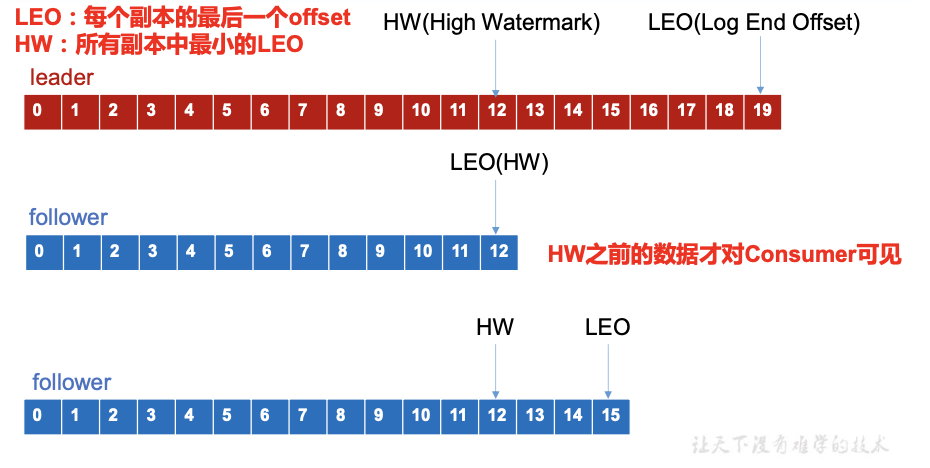 LEO：每个副本的最后一个offset
HW：所有副本中最小的LEO
HW(High Watermark)
LEO(Log End Offset)
leader
0 1 2 3 4 5 6 7 8 9 10 11 12 13 14 15 16 17 18 19
LEO(HW)
follower
0 1 2 3 4 5 6 7 8 9 10 11 12
HW之前的数据才对Consumer可见
HW
LEO
follower
0 1 2 3 4 5 6 7 8 9 10 11 12 13 14 15
让天下没有难学的技术